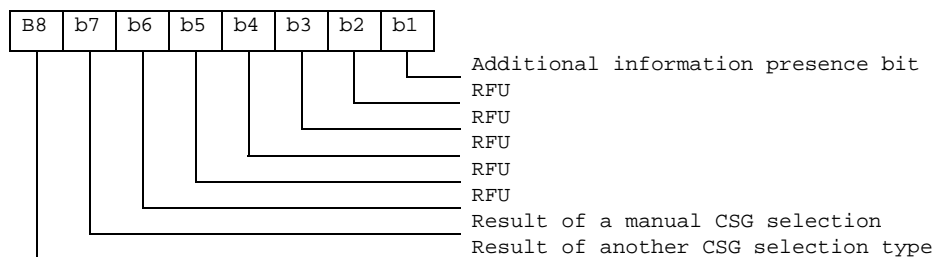 B8 b7 b6 b5 b4 b3 b2 b1
Additional information presence bit
RFU
RFU
RFU
RFU
RFU
Result of a manual CSG selection
Result of another CSG selection type